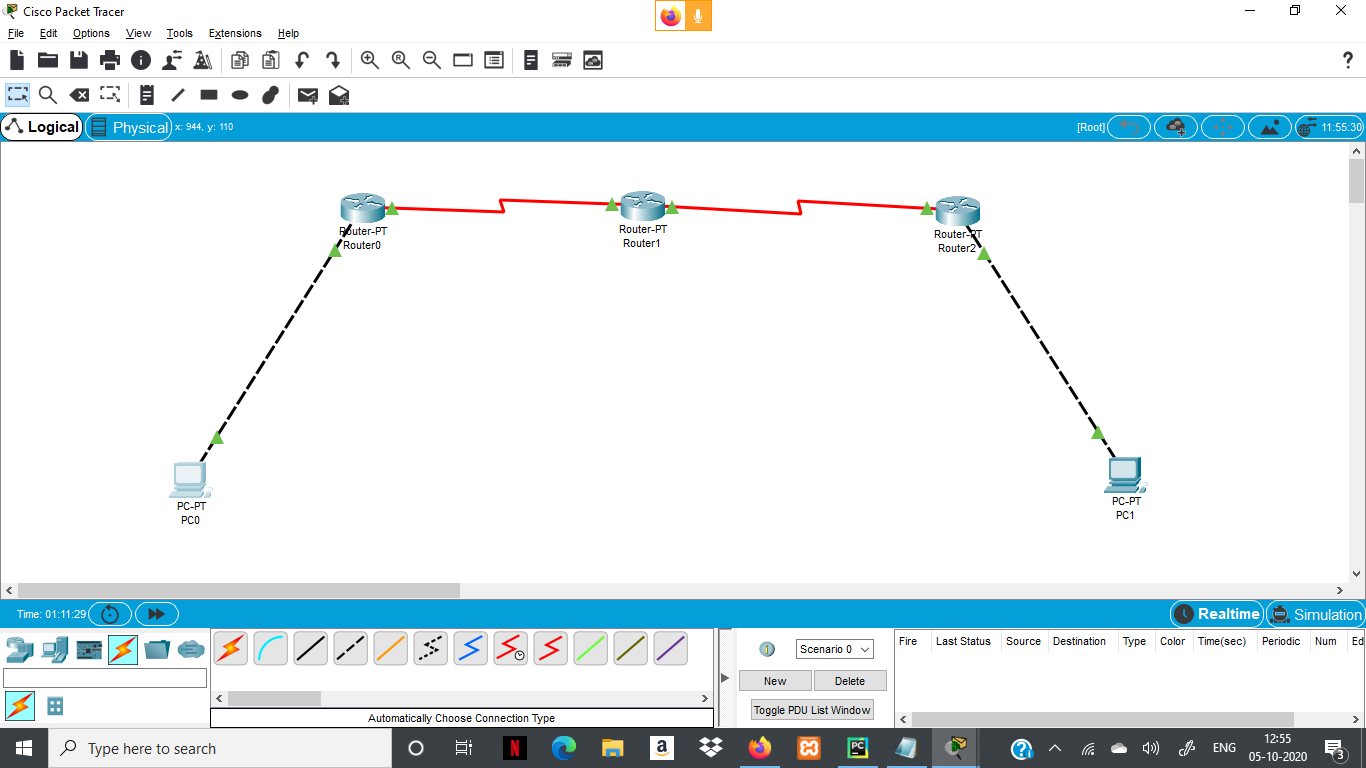 Cisco Packet Tracer
File Edit Options View Tools Extensions Help
?
Logical
Physical
x: 944, y: 110
[Root]
11:55:30
Router-PT
Router0
Router-PT
Router1
Router-PT
Router2
PC-PT
PC0
PC-PT
PC1
Time: 01:11:29
Realtime
Simulation
Scenario 0
New
Delete
Toggle PDU List Window
Fire Last Status Source Destination Type Color Time(sec) Periodic Num Ed
Automatically Choose Connection Type
Type here to search
ENG
12:55
05-10-2020
3